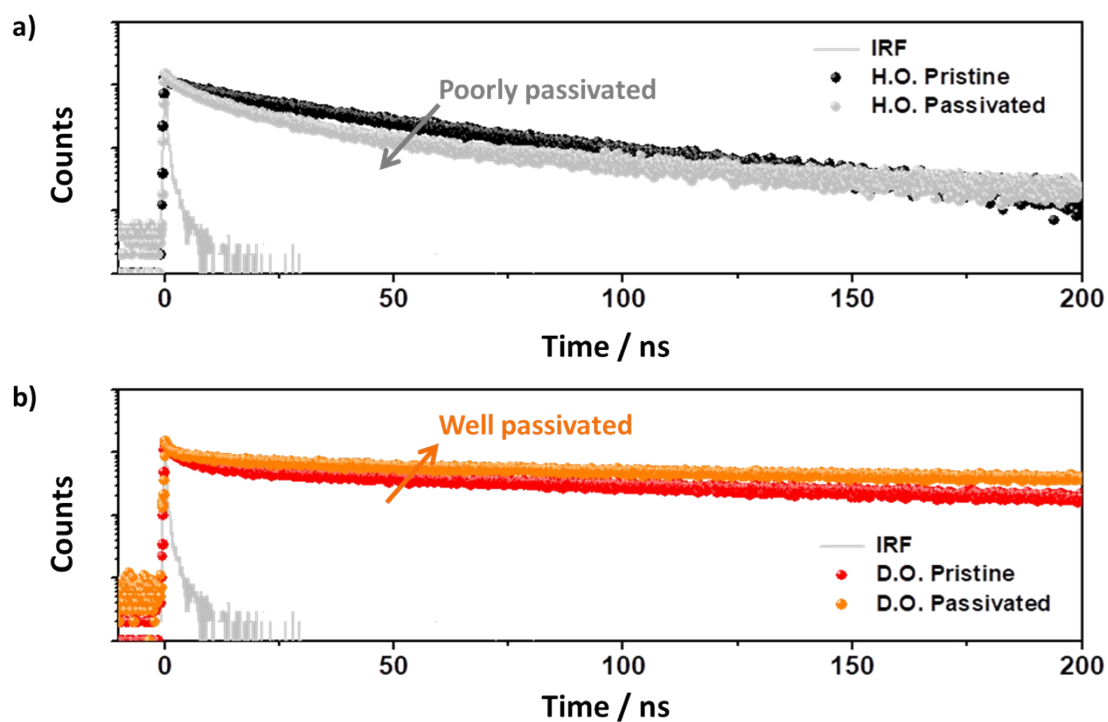 a)
Counts
Poorly passivated
IRF
H.O. Pristine
H.O. Passivated
0 50 100 150 200
Time / ns
b)
Counts
Well passivated
IRF
D.O. Pristine
D.O. Passivated
0 50 100 150 200
Time / ns